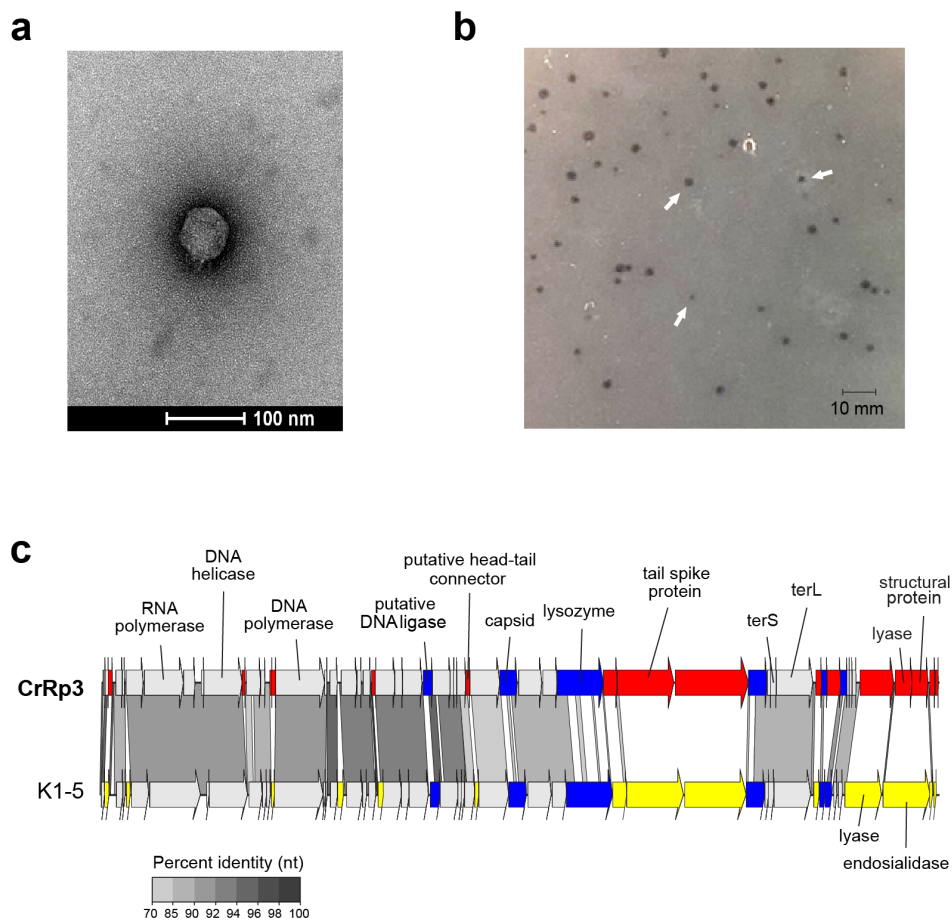 a
b
100 nm
10 mm
c
DNA
helicase
RNA
polymerase
DNA
polymerase
putative
DNAligase
putative head-tail
connector
capsid
lysozyme
tail spike
protein
terS
terL
structural
protein
lyase
CrRp3
K1-5
lyase
endosialidase
Percent identity (nt)
70 85 90 92 94 96 98 100